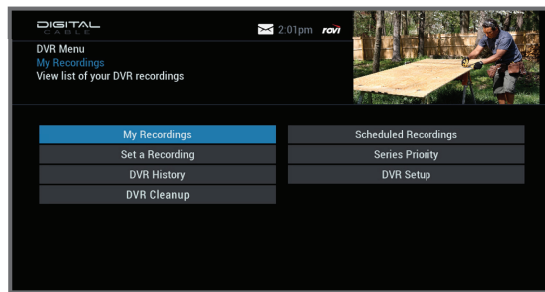 DIGITAL
CABLE
2:01pm rovi
DVR Menu
My Recordings
View list of your DVR recordings
My Recordings
Scheduled Recordings
Set a Recording
Series Priority
DVR History
DVR Setup
DVR Cleanup